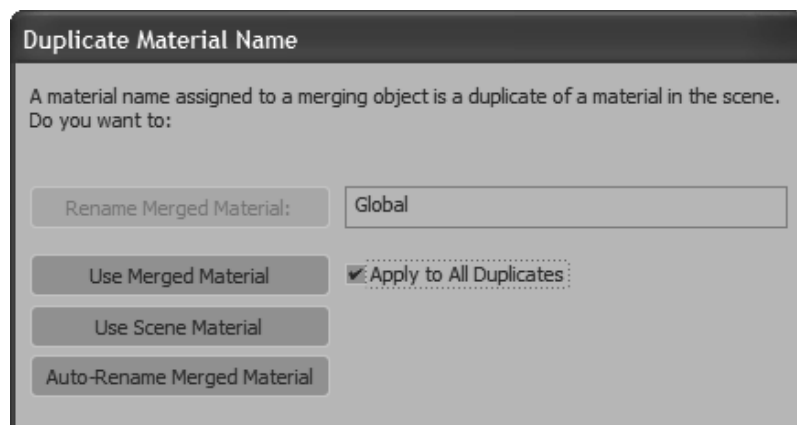 Duplicate Material Name
A material name assigned to a merging object is a duplicate of a material in the scene.
Do you want to:
Rename Merged Material:
Global
Use Merged Material
Apply to All Duplicates
Use Scene Material
Auto-Rename Merged Material